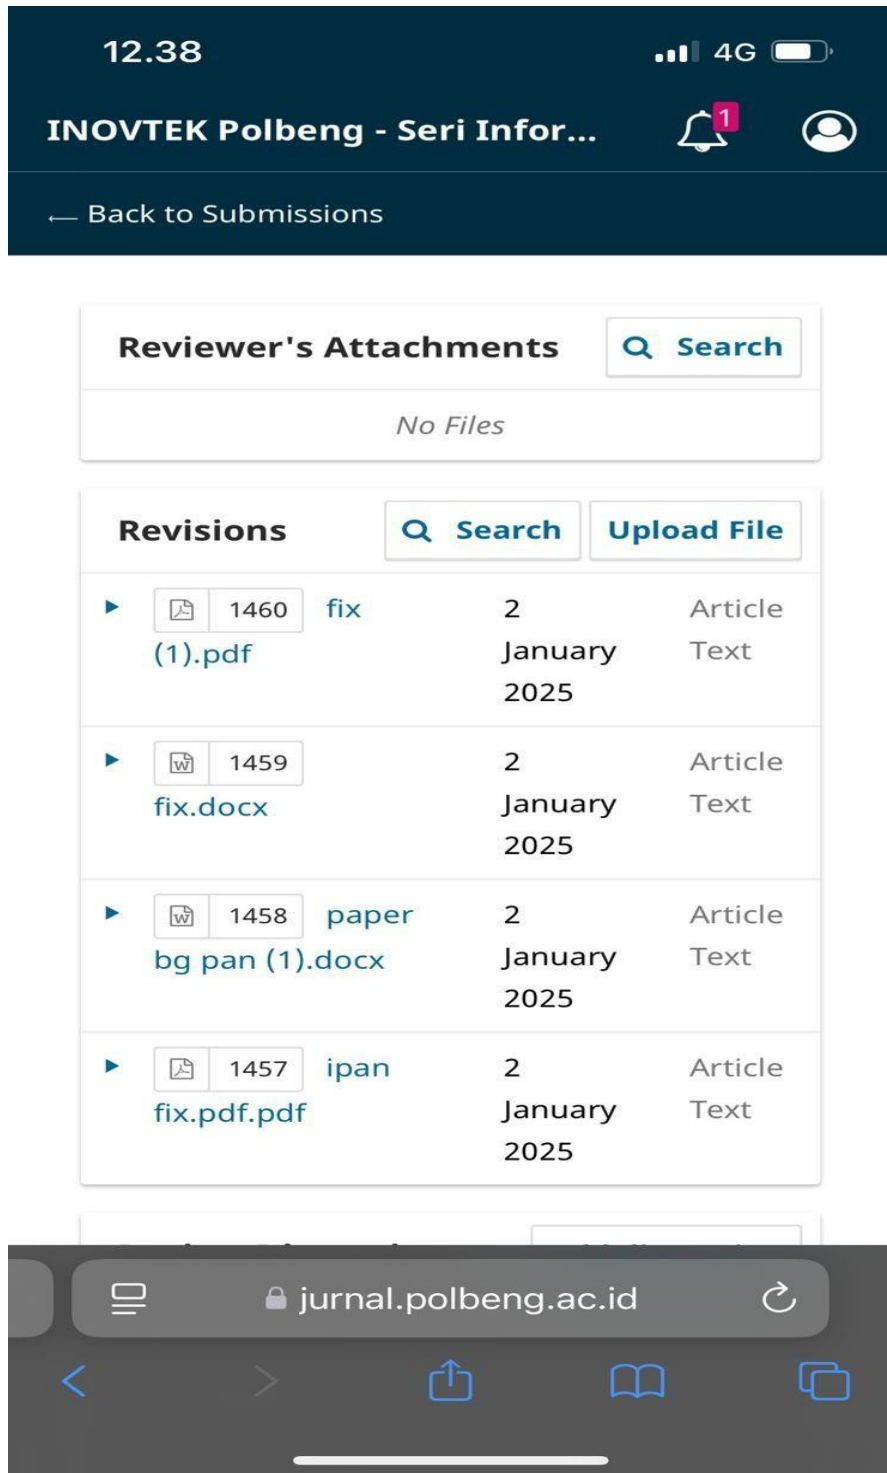 12.38 4G
INOVTEK Polbeng - Seri Infor... 1
← Back to Submissions
Reviewer's Attachments Search
No Files
Revisions Search Upload File
1460 fix 2 Article
(1).pdf January Text
2025
1459 2 Article
fix.docx January Text
2025
1458 paper 2 Article
bg pan (1).docx January Text
2025
1457 ipan 2 Article
fix.pdf.pdf January Text
2025
jurnal.polbeng.ac.id